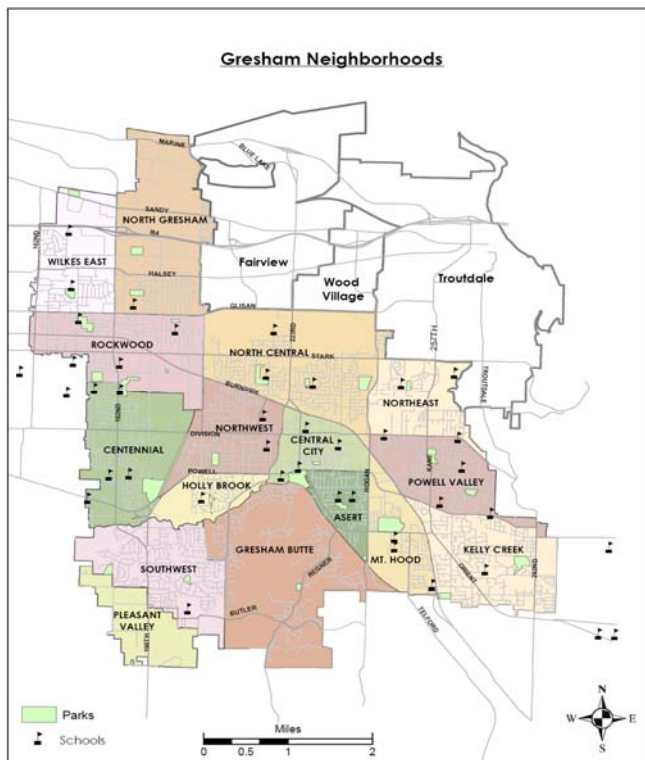 Gresham Neighborhoods
MARINE
BLUE LAKE
SANDY
NORTH GRESHAM
I84
162ND
WILKES EAST
Fairview
HALSEY
Wood
Village
Troutdale
GLISAN
223RD
257TH
ROCKWOOD
NORTH CENTRAL
STARK
TROUTDALE
BURNSIDE
NORTHEAST
182ND
NORTHWEST
DIVISION
CENTRAL
CITY
CENTENNIAL
POWELL
HOGAN
KANE
POWELL VALLEY
HOLLY BROOK
ASERT
GRESHAM BUTTE
MT. HOOD
KELLY CREEK
SOUTHWEST
REGNER
ORIENT
282ND
BUTLER
TELFORD
PLEASANT
VALLEY
190TH
Parks
Schools
Miles
0 0.5 1 2
N
W E
S